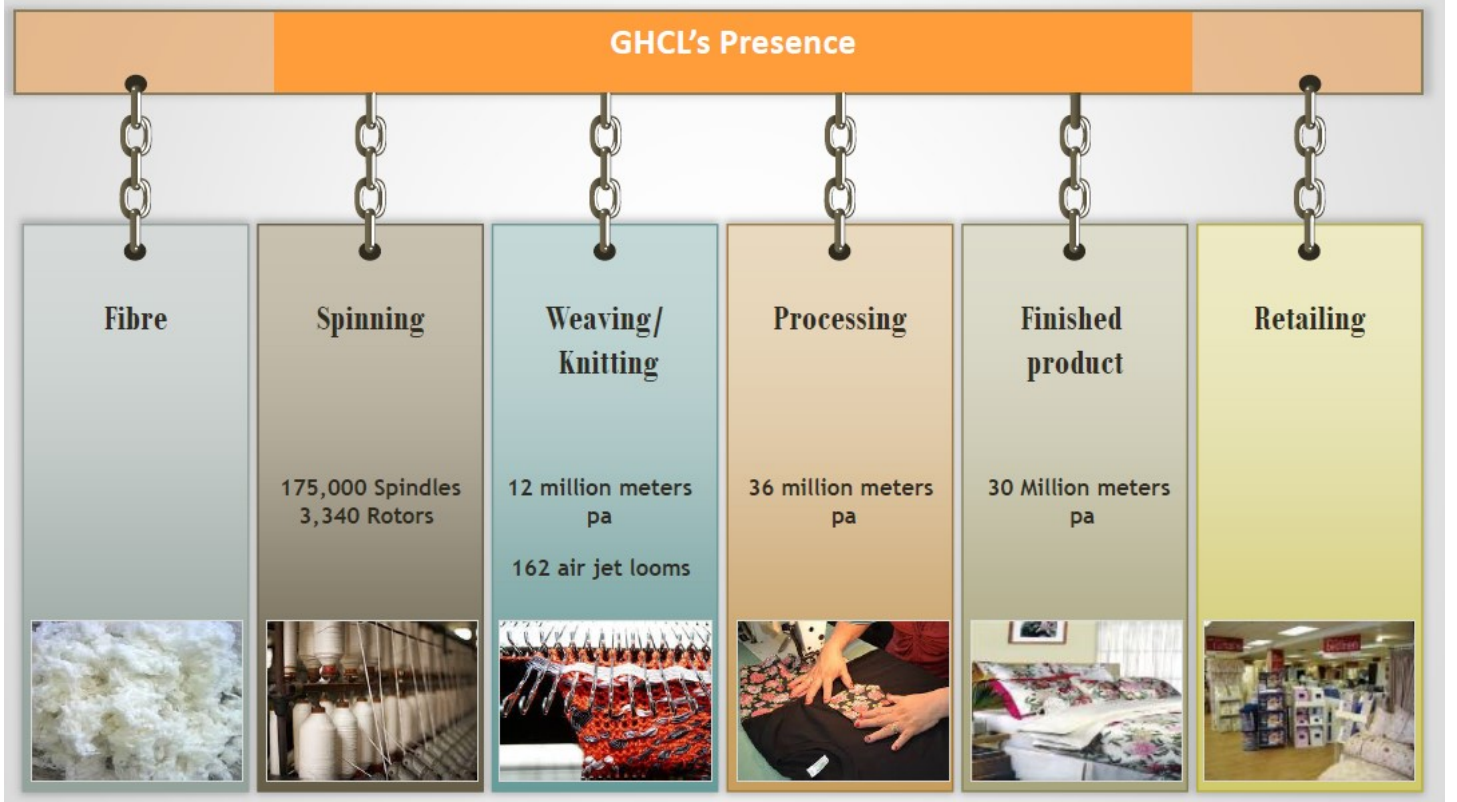 GHCL's Presence
Fibre
Spinning
175,000 Spindles
3,340 Rotors
Weaving/
Knitting
12 million meters
pa
162 air jet looms
Processing
36 million meters
pa
Finished
product
30 Million meters
pa
Retailing